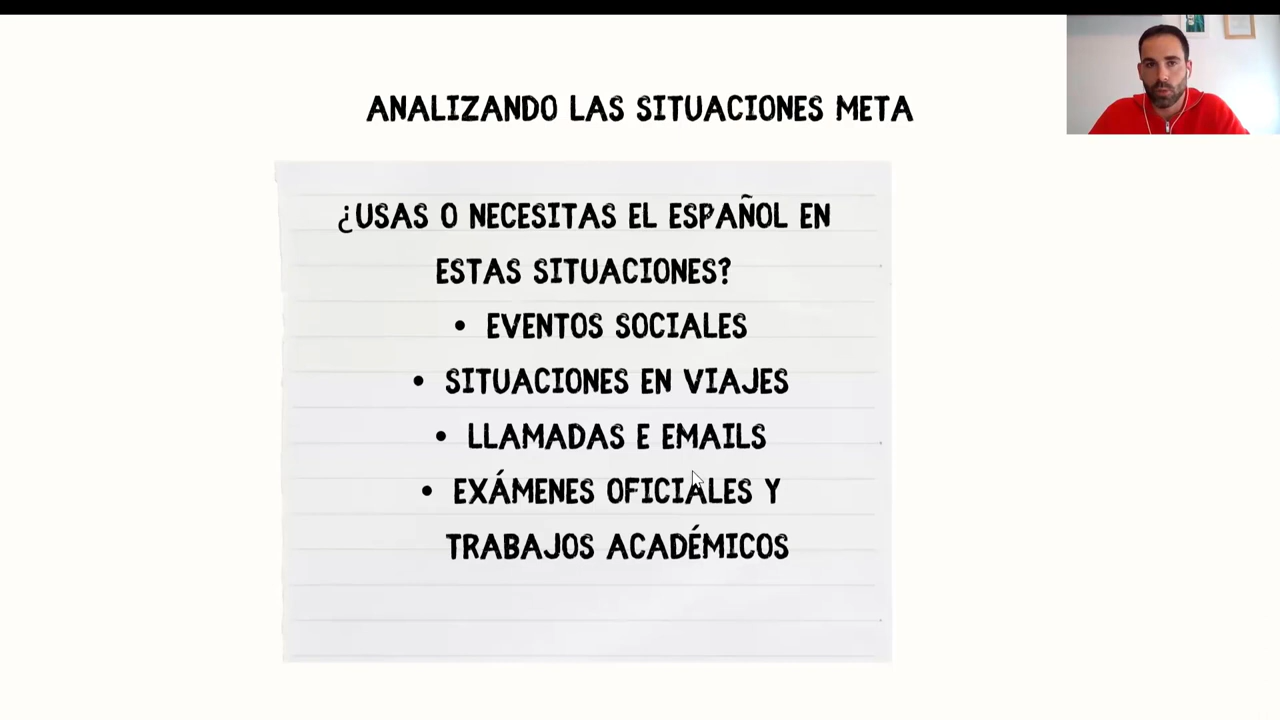 ANALIZANDO LAS SITUACIONES META
¿USAS O NECESITAS EL ESPAÑOL EN
ESTAS SITUACIONES?
• EVENTOS SOCIALES
• SITUACIONES EN VIAJES
• LLAMADAS E EMAILS
• EXÁMENES OFICIALES Y
TRABAJOS ACADÉMICOS